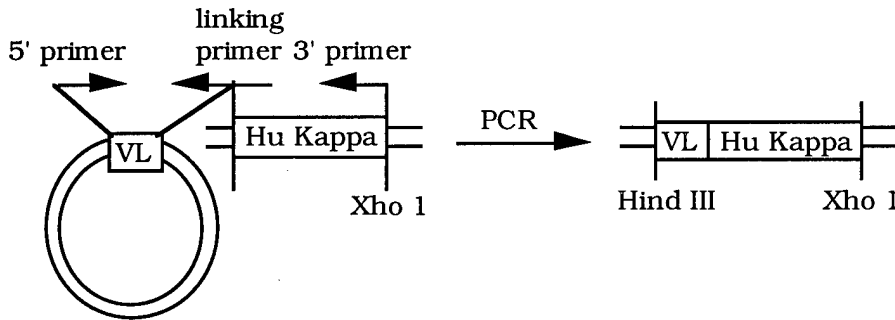 linking
5' primer primer 3' primer
PCR
VL Hu Kappa VL Hu Kappa
Xho 1 Hind III Xho 1